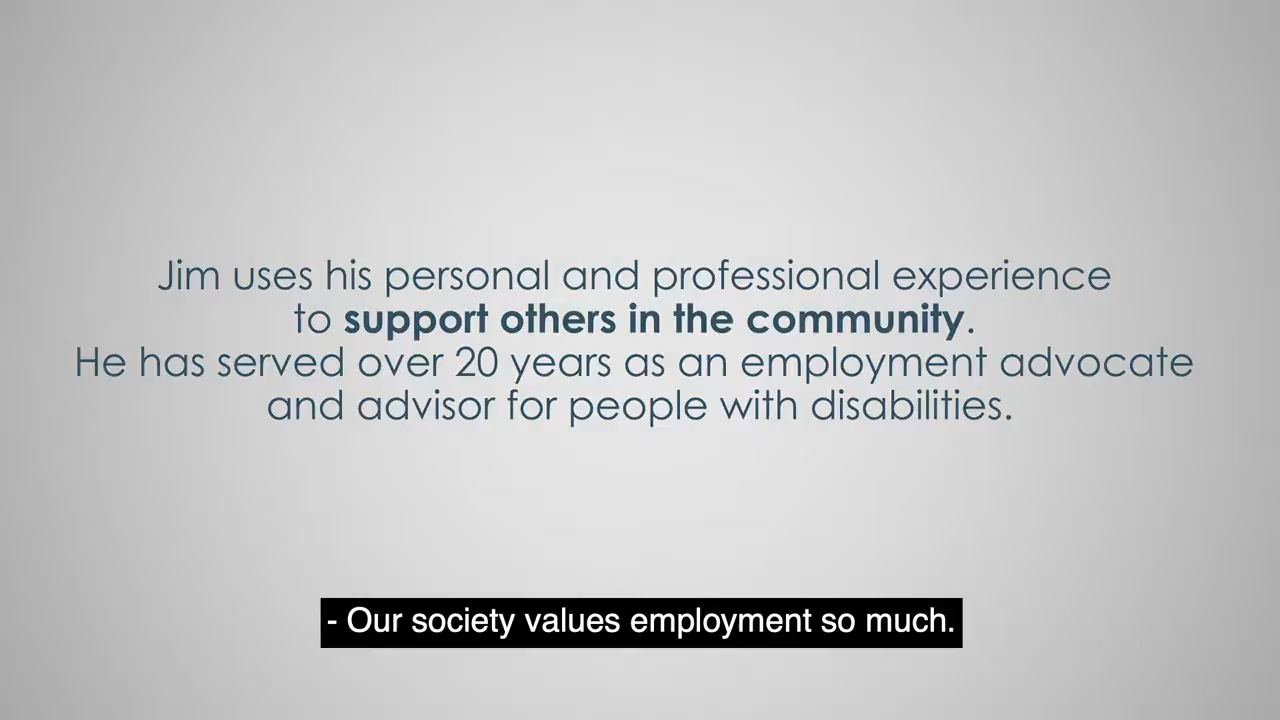 Jim uses his personal and professional experience
to support others in the community.
He has served over 20 years as an employment advocate
and advisor for people with disabilities.
- Our society values employment so much.